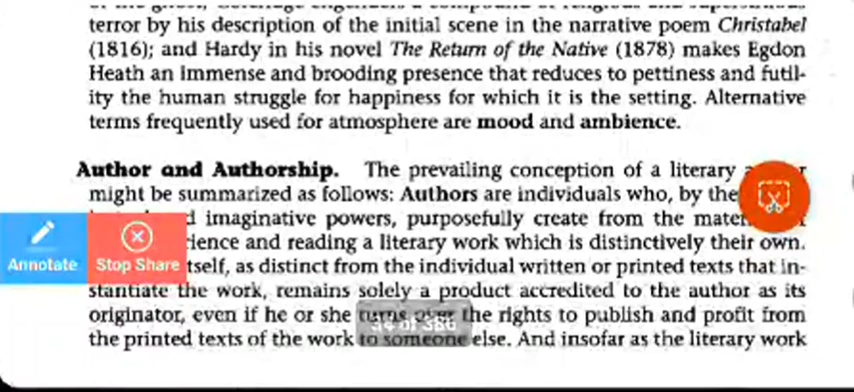 terror by his description of the initial scene in the narrative poem Christabel
(1816); and Hardy in his novel The Return of the Native (1878) makes Egdon
Heath an immense and brooding presence that reduces to pettiness and futil-
ity the human struggle for happiness for which it is the setting. Alternative
terms frequently used for atmosphere are mood and ambience.
Author and Authorship. The prevailing conception of a literary
might be summarized as follows: Authors are individuals who, by the
imaginative powers, purposefully create from the
and reading a literary work which is distinctively their own.
Annotate
Stop Share
as distinct from the individual written or printed texts that in-
stantiate the work, remains solely a product accredited to the author as its
originator, even if he or she turns over the rights to publish and profit from
34 of 386
the printed texts of the work to someone else. And insofar as the literary work